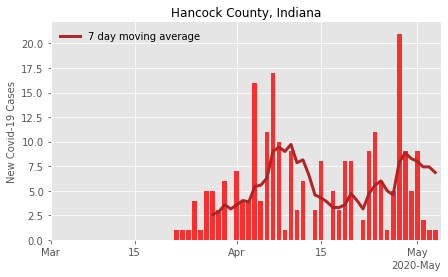 Hancock County, Indiana
7 day moving average
New Covid-19 Cases
20.0
17.5
15.0
12.5
10.0
7.5
5.0
2.5
0.0
Mar 15 Apr 15 May
2020-May